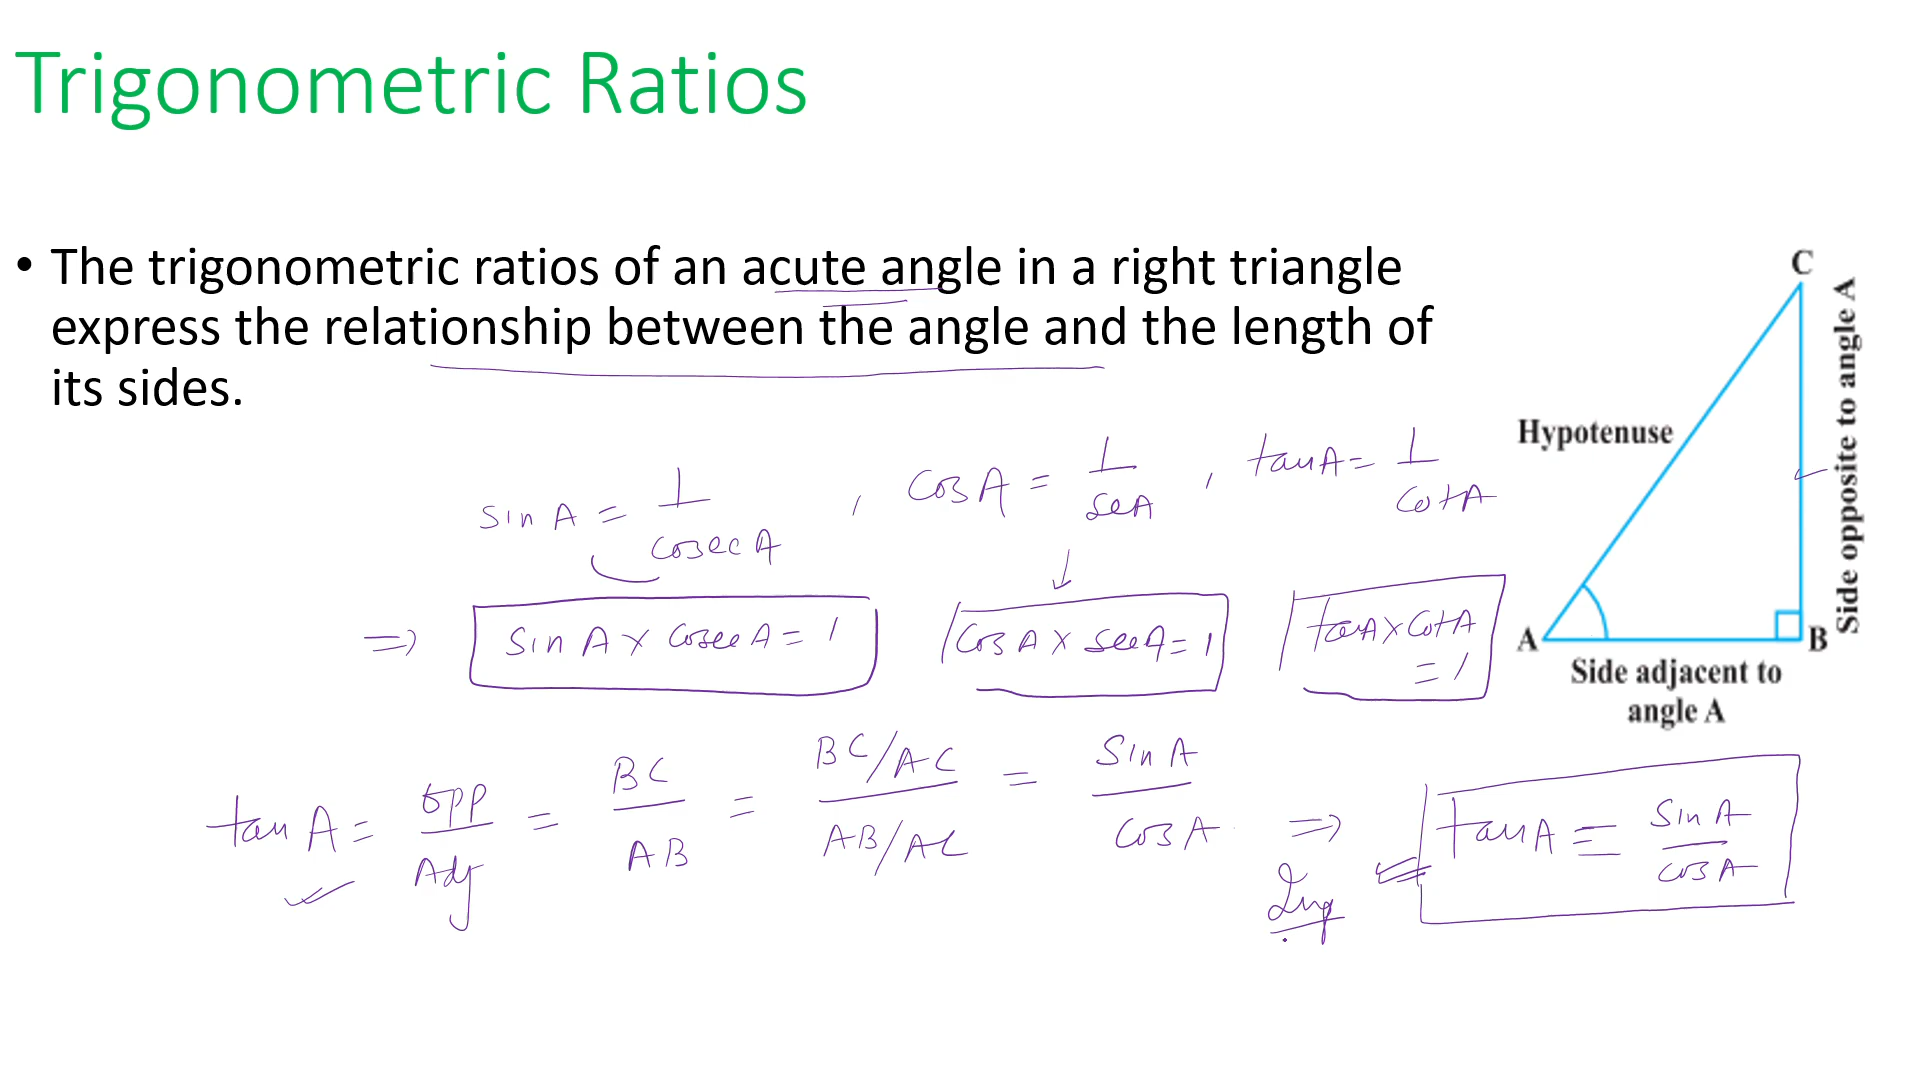 Trigonometric Ratios
• The trigonometric ratios of an acute angle in a right triangle
express the relationship between the angle and the length of
its sides.
sin A = 1/cosec A , cos A = 1/secA , tan A = 1/cot A
=> sin A × cosec A = 1
cos A × sec A = 1
tan A × cot A
= 1
tan A = opp/Adj = BC/AB = (BC/AC)/(AB/AC) = sin A/cos A => tan A = sin A/cos A
Imp
C
Hypotenuse
Side opposite to angle A
A
B
Side adjacent to
angle A